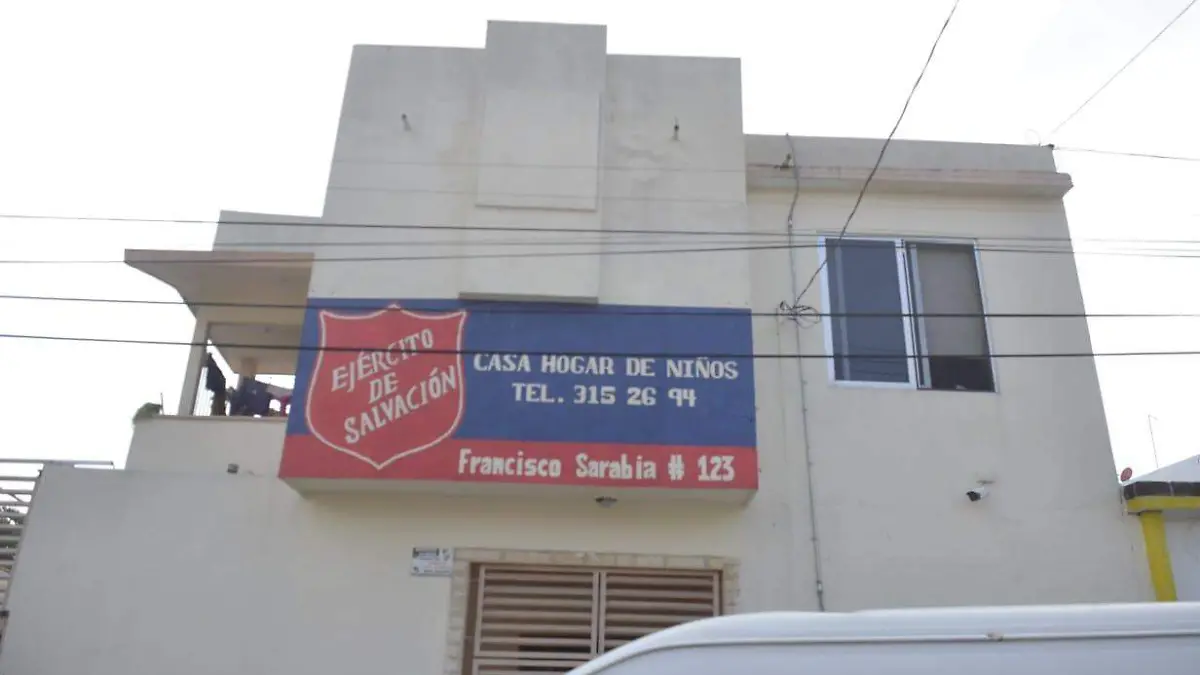 EJÉRCITO
DE
SALVACIÓN
CASA HOGAR DE NIÑOS
TEL. 315 26 94
Francisco Sarabia # 123